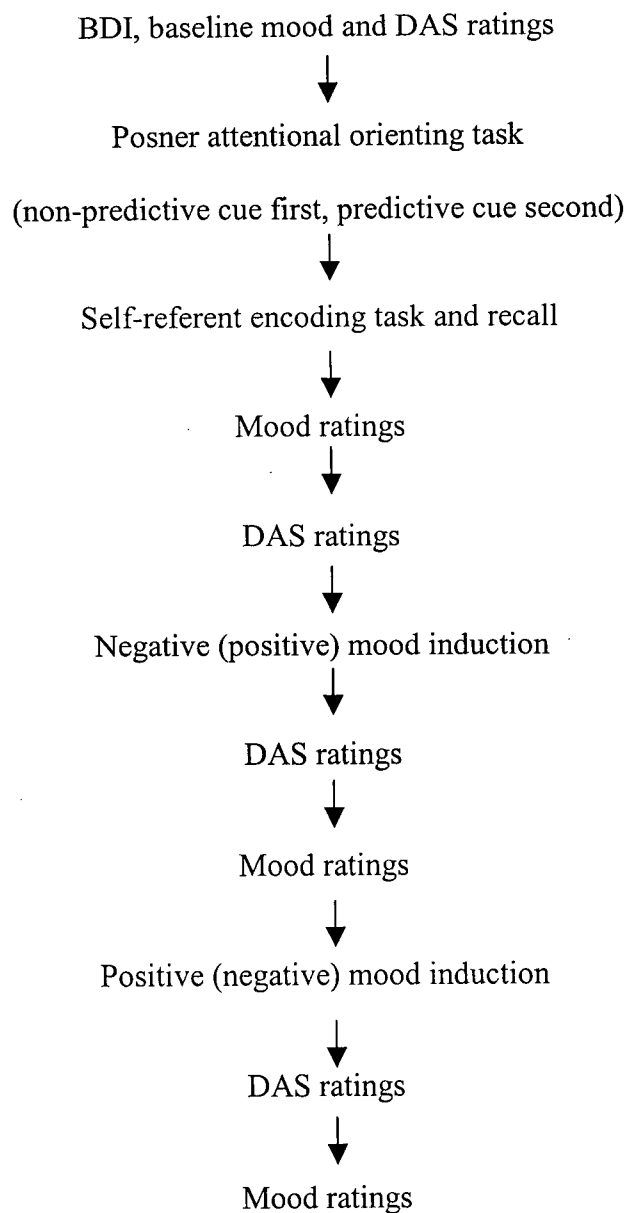 BDI, baseline mood and DAS ratings
Posner attentional orienting task
(non-predictive cue first, predictive cue second)
Self-referent encoding task and recall
Mood ratings
DAS ratings
Negative (positive) mood induction
DAS ratings
Mood ratings
Positive (negative) mood induction
DAS ratings
Mood ratings